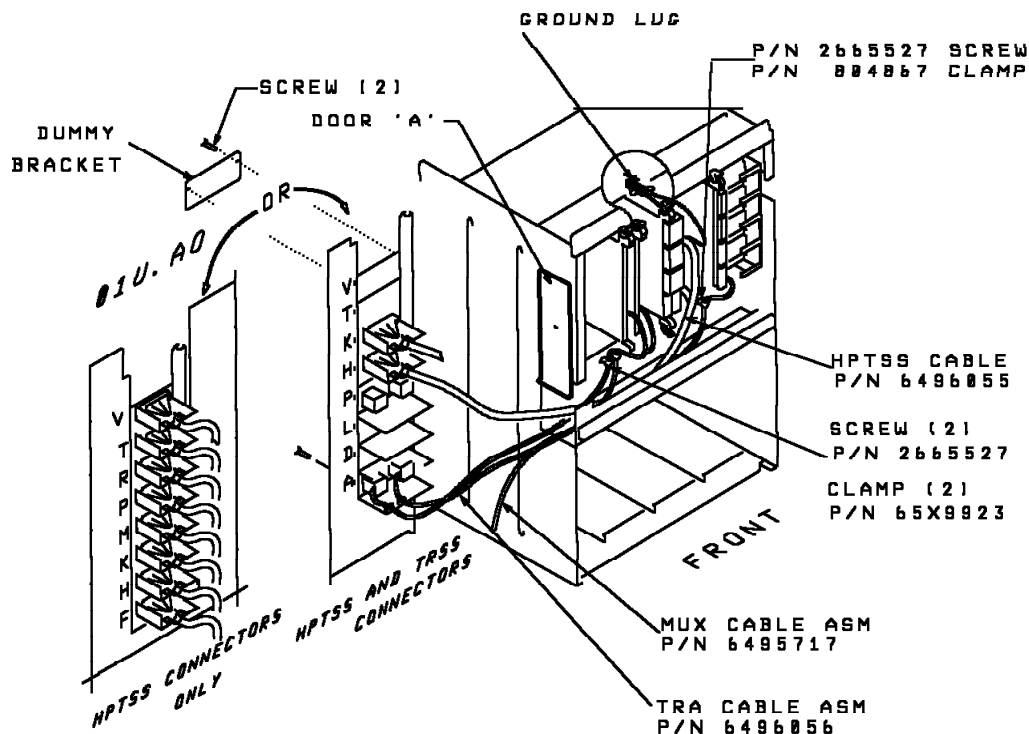 GROUND LUG
P/N 2665527 SCREW
P/N 804867 CLAMP
SCREW (2)
DOOR 'A'
DUMMY
BRACKET
OR
01U. A0
V
T
K
H
P
L
D
A
V
T
R
P
M
K
H
F
HPTSS CABLE
P/N 6496055
SCREW (2)
P/N 2665527
CLAMP (2)
P/N 65X9923
FRONT
HPTSS AND TRSS
CONNECTORS
HPTSS CONNECTORS
ONLY
MUX CABLE ASM
P/N 6495717
TRA CABLE ASM
P/N 6496056